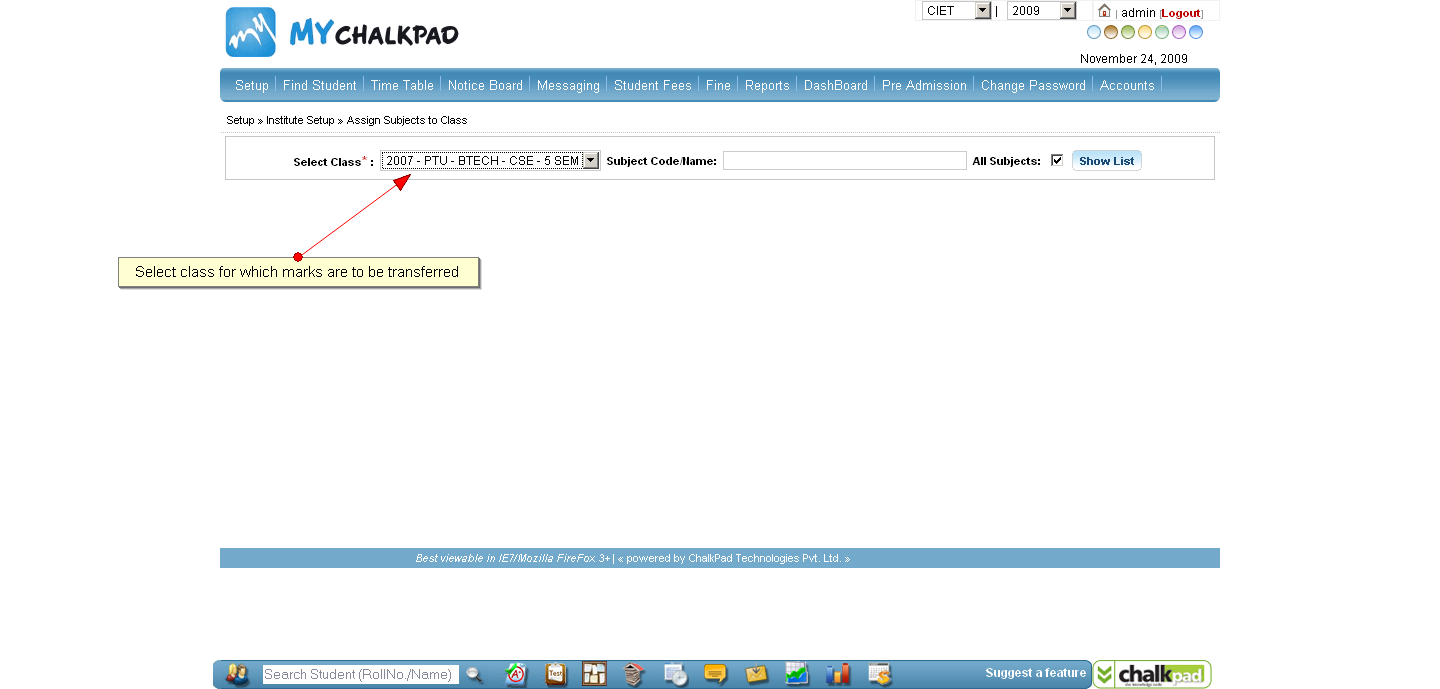 CIET | 2009 | admin [Logout]
MYCHALKPAD
November 24, 2009
Setup Find Student Time Table Notice Board Messaging Student Fees Fine Reports DashBoard Pre Admission Change Password Accounts
Setup » Institute Setup » Assign Subjects to Class
Select Class* : 2007 - PTU - BTECH - CSE - 5 SEM Subject Code/Name: All Subjects: Show List
Select class for which marks are to be transferred
Best viewable in IE7/Mozilla FireFox 3+| « powered by ChalkPad Technologies Pvt. Ltd. »
Search Student (RollNo./Name) Test Suggest a feature chalkpad